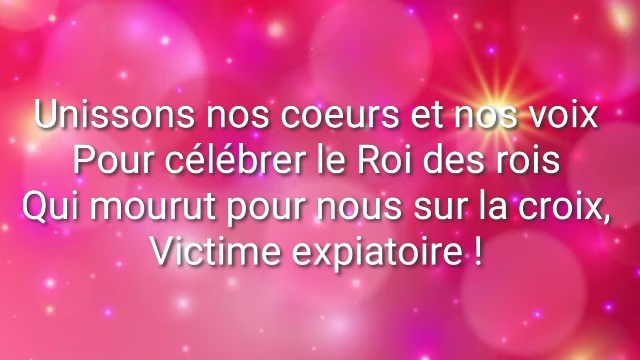 Unissons nos coeurs et nos voix
Pour célébrer le Roi des rois
Qui mourut pour nous sur la croix,
Victime expiatoire !